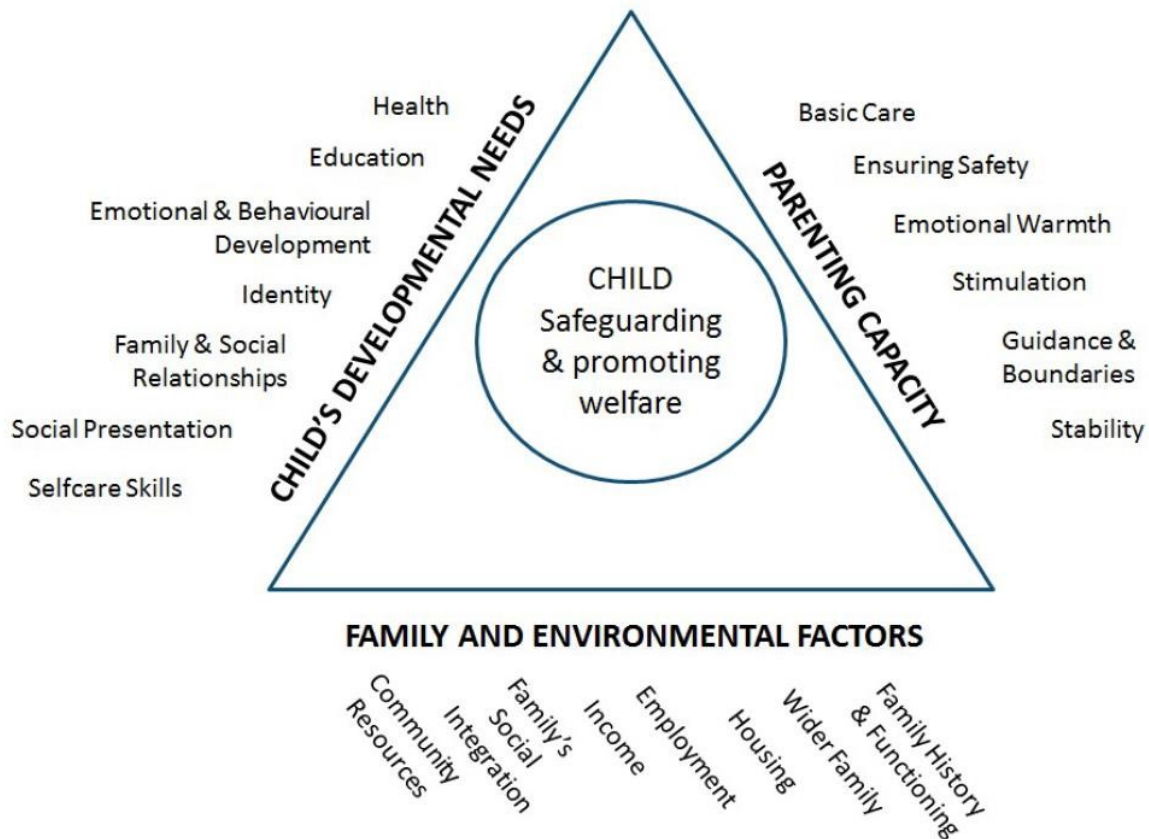 Health
Education
Emotional & Behavioural
Development
Identity
Family & Social
Relationships
Social Presentation
Selfcare Skills
CHILD'S DEVELOPMENTAL NEEDS
CHILD
Safeguarding
& promoting
welfare
PARENTING CAPACITY
Basic Care
Ensuring Safety
Emotional Warmth
Stimulation
Guidance &
Boundaries
Stability
FAMILY AND ENVIRONMENTAL FACTORS
Community
Resources
Family's
Social
Integration
Income
Employment
Housing
Wider Family
Family History
& Functioning